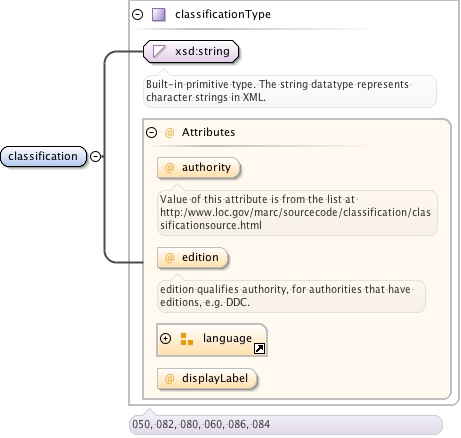 classificationType
xsd:string
Built-in primitive type. The string datatype represents
character strings in XML.
classification
@ Attributes
@ authority
Value of this attribute is from the list at
http:/www.loc.gov/marc/sourcecode/classification/clas
sificationsource.html
@ edition
edition qualifies authority, for authorities that have
editions, e.g. DDC.
language
@ displayLabel
050, 082, 080, 060, 086, 084